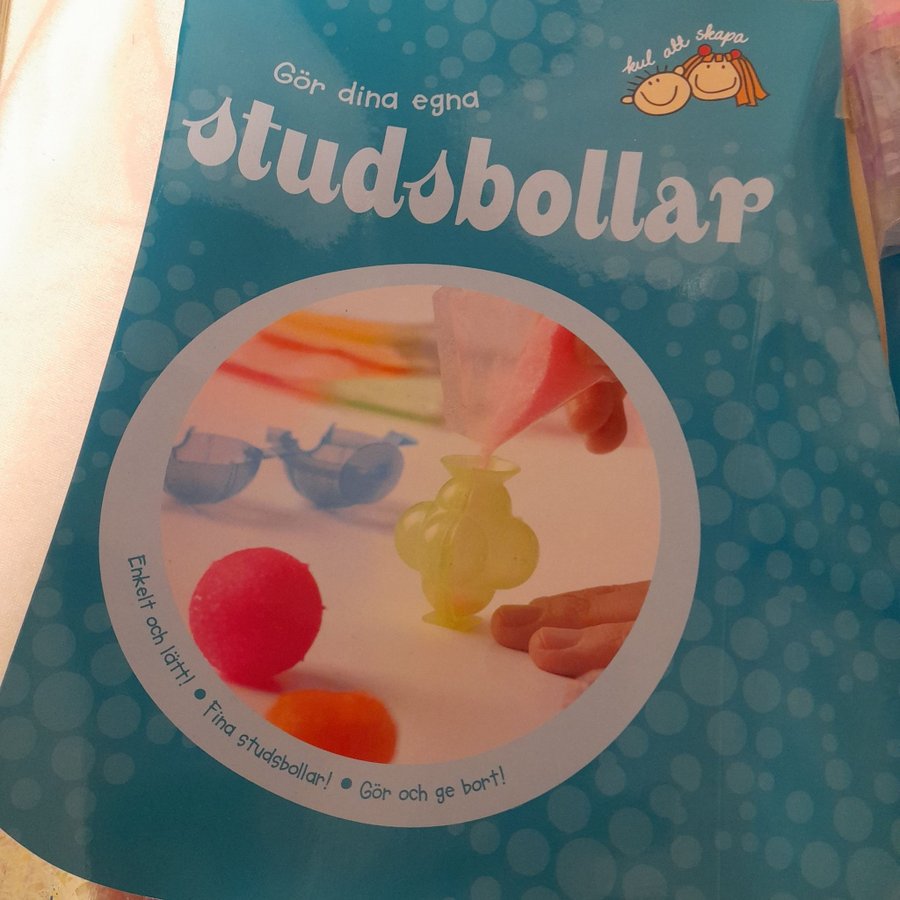 kul att skapa
Gör dina egna
studsbollar
Enkelt och lätt! • Fina studsbollar! • Gör och ge bort!